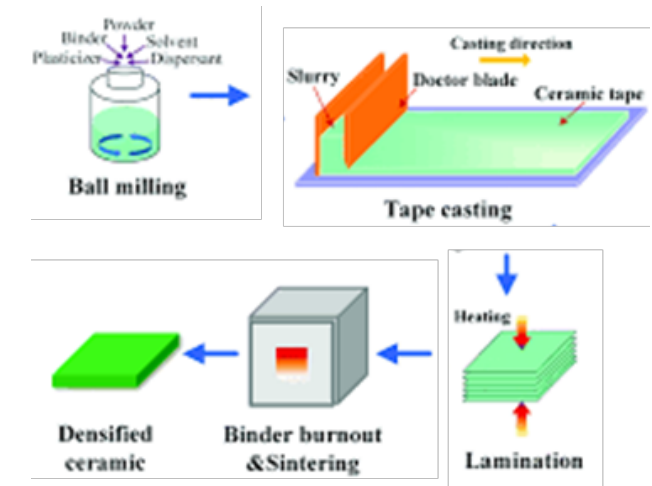 Powder
Binder
Solvent
Plasticizer
Dispersant
Ball milling
Casting direction
Slurry
Doctor blade
Ceramic tape
Tape casting
Heating
Lamination
Binder burnout
&Sintering
Densified
ceramic